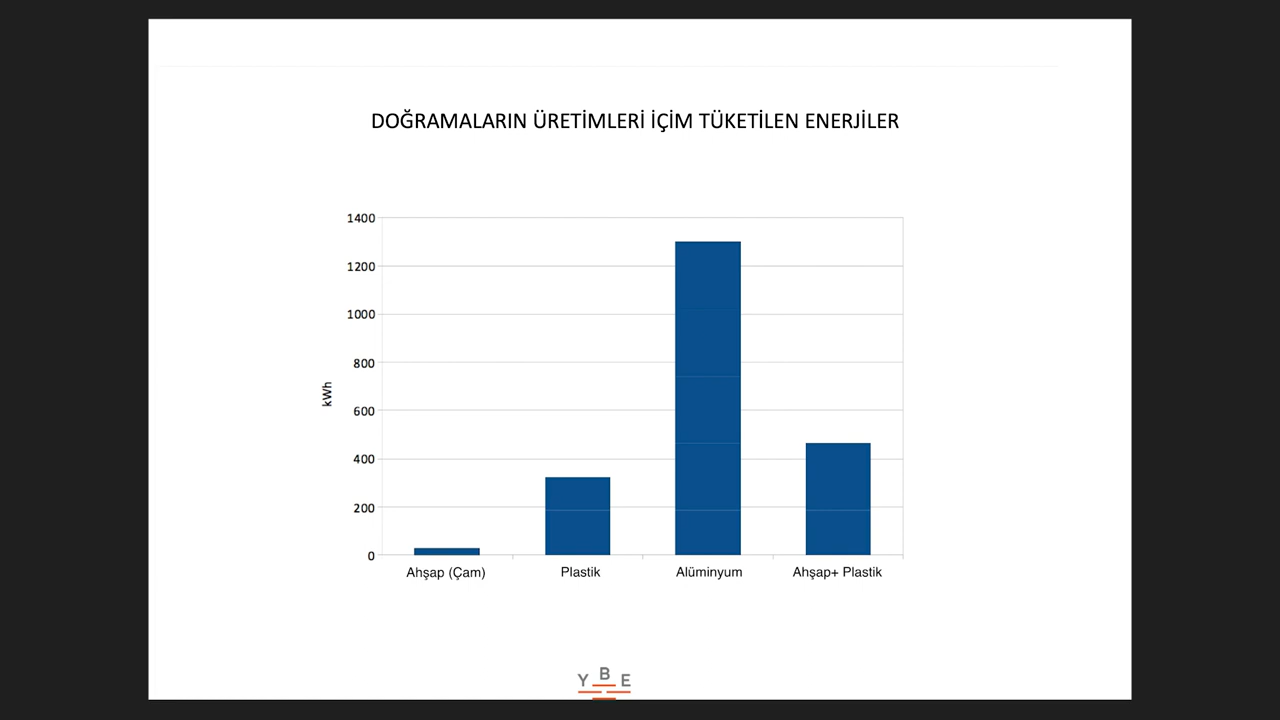 DOĞRAMALARIN ÜRETİMLERİ İÇİM TÜKETİLEN ENERJİLER
1400
1200
1000
800
600
400
200
0
kWh
Ahşap (Çam) Plastik Alüminyum Ahşap+ Plastik
Y B E